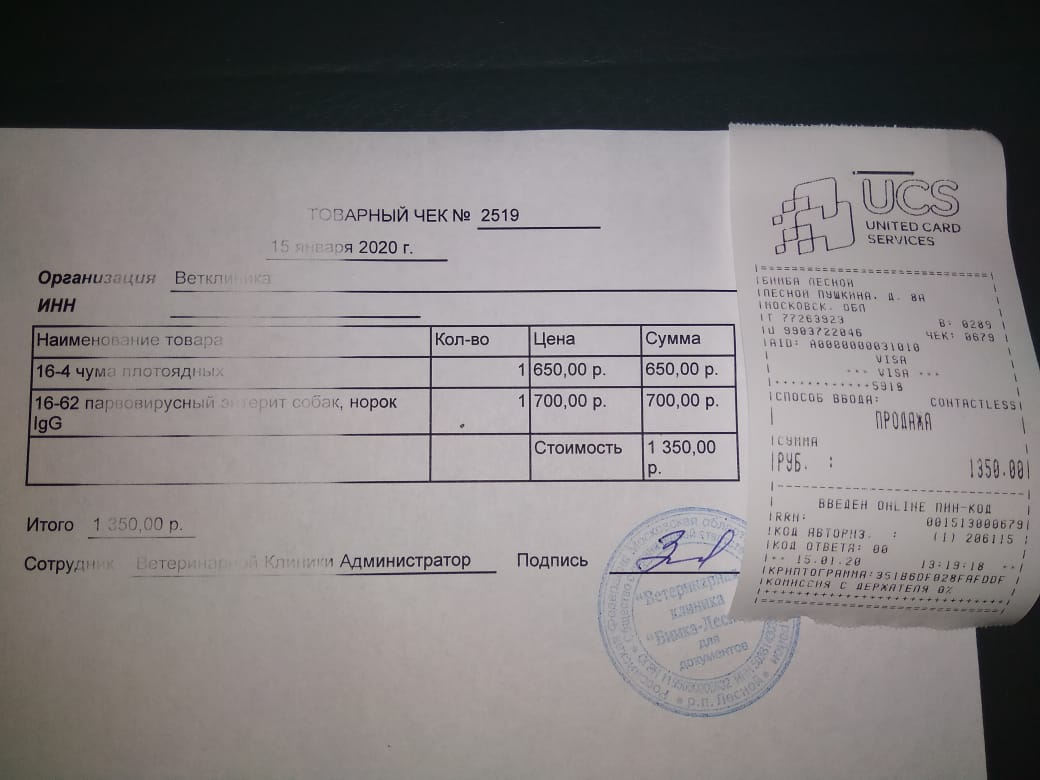 ТОВАРНЫЙ ЧЕК № 2519
15 января 2020 г.
Организация Ветклиника
ИНН
Наименование товара Кол-во Цена Сумма
16-4 чума плотоядных 1 650,00 р. 650,00 р.
16-62 парвовирусный энтерит собак, норок 1 700,00 р. 700,00 р.
IgG
Стоимость 1 350,00
р.
Итого 1 350,00 р.
Сотрудник Ветеринарной Клиники Администратор Подпись
"Ветеринарная
клиника
для
документов
р.п. Лесной
UCS
UNITED CARD
SERVICES
БИМБА ЛЕСНОЙ
ЛЕСНОЙ ПУШКИНА, Д. 8А
МОСКОВСК. ОБЛ
Т 77263923 В: 0289
Ш 9903722046 ЧЕК: 0679
AID: A0000000031010
VISA
*** VISA ***
************5918
СПОСОБ ВВОДА: CONTACTLESS
ПРОДАЖА
СУММА
РУБ. : 1350.00
ВВЕДЕН ONLINE ПИН-КОД
RRN: 001513000679
КОД АВТОРИЗ. : (1) 206115
КОД ОТВЕТА: 00
** 15.01.20 13:19:18 **
КРИПТОГРАММА:351B6DF028FAFDDF
КОМИССИЯ С ДЕРЖАТЕЛЯ 0%